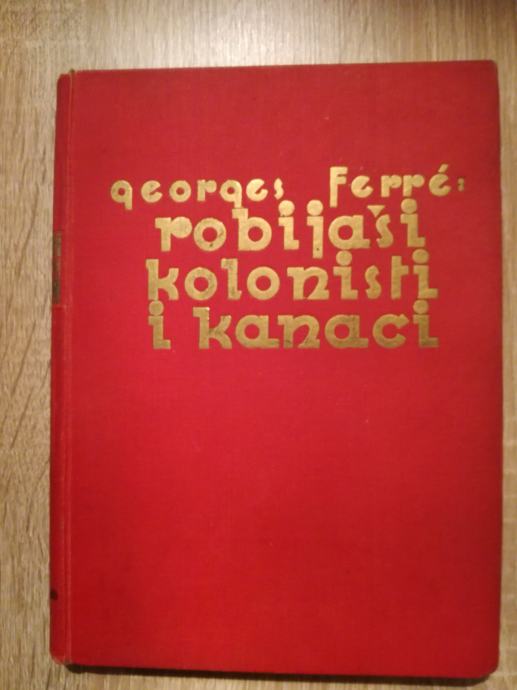 georges ferré:
robijaši
kolonisti
i kanaci